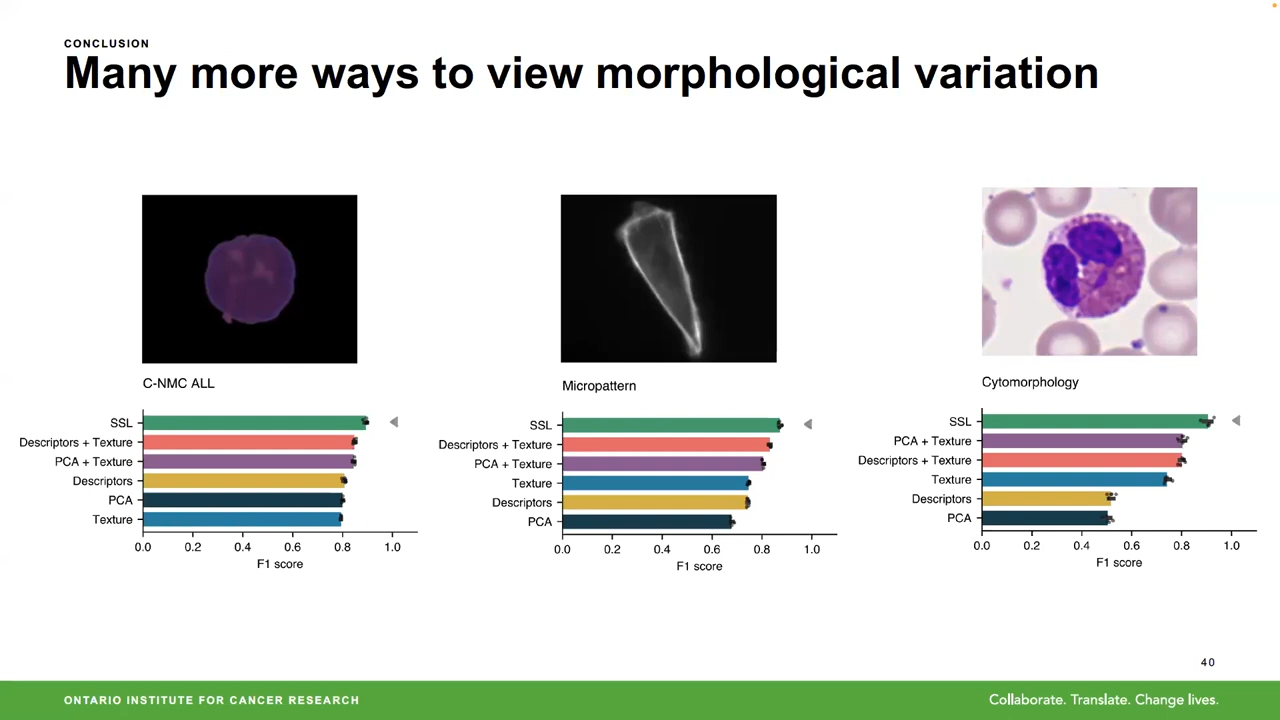 CONCLUSION
Many more ways to view morphological variation
C-NMC ALL
SSL
Descriptors + Texture
PCA + Texture
Descriptors
PCA
Texture
0.0 0.2 0.4 0.6 0.8 1.0
F1 score
Micropattern
SSL
Descriptors + Texture
PCA + Texture
Texture
Descriptors
PCA
0.0 0.2 0.4 0.6 0.8 1.0
F1 score
Cytomorphology
SSL
PCA + Texture
Descriptors + Texture
Texture
Descriptors
PCA
0.0 0.2 0.4 0.6 0.8 1.0
F1 score
40
ONTARIO INSTITUTE FOR CANCER RESEARCH
Collaborate. Translate. Change lives.